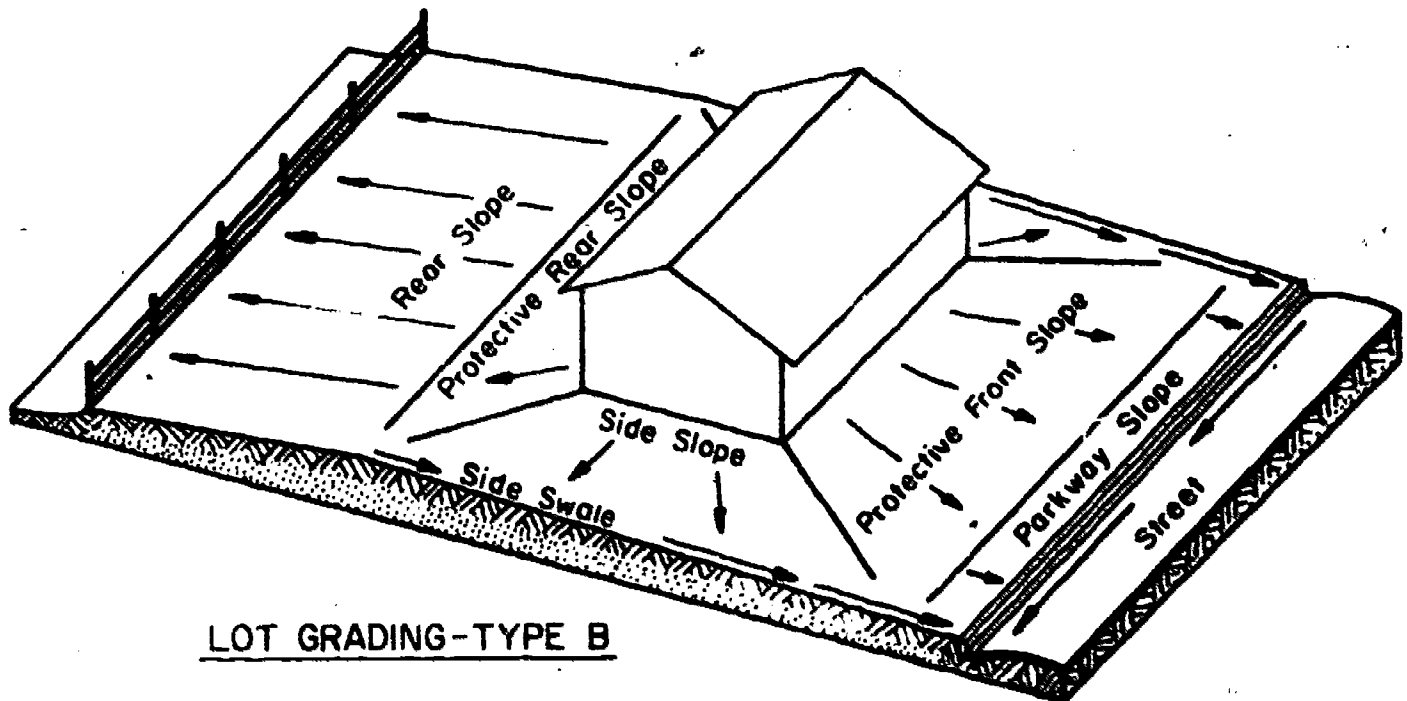 Rear Slope
Protective Rear Slope
Side Slope
Side Swale
Protective Front Slope
Parkway Slope
Street
LOT GRADING-TYPE B